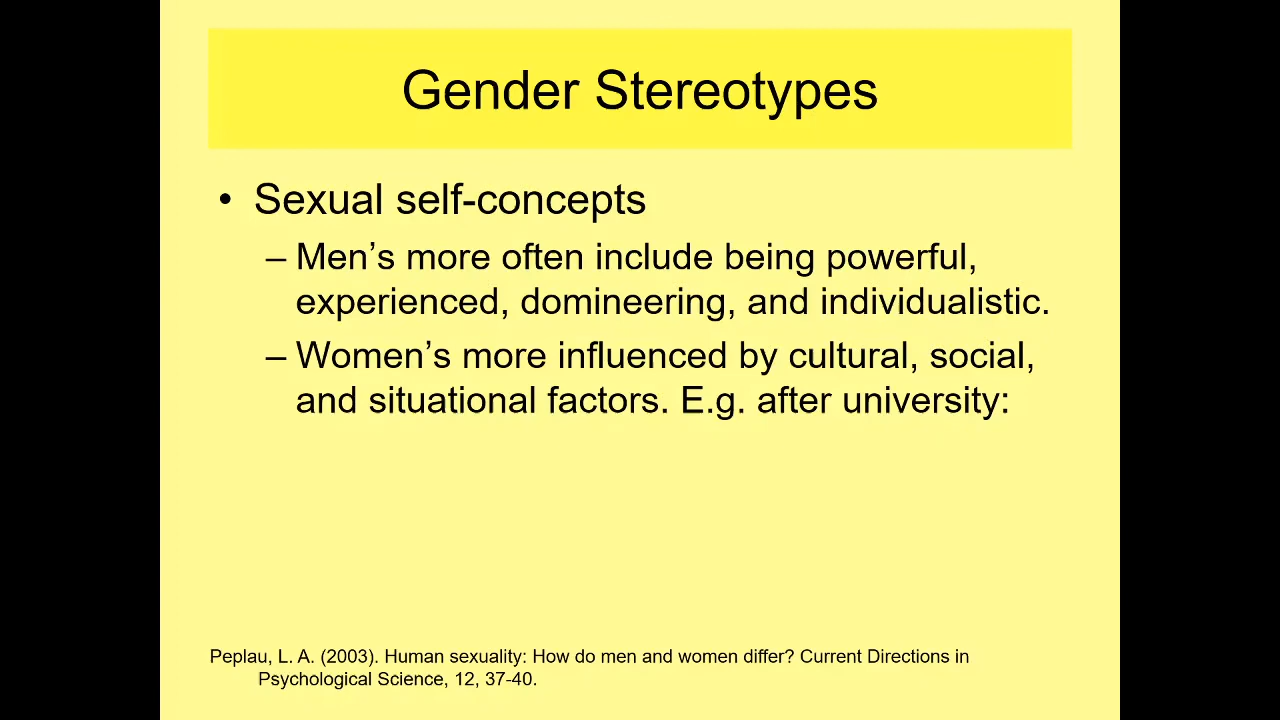 Gender Stereotypes
• Sexual self-concepts
– Men’s more often include being powerful,
experienced, domineering, and individualistic.
– Women’s more influenced by cultural, social,
and situational factors. E.g. after university:
Peplau, L. A. (2003). Human sexuality: How do men and women differ? Current Directions in
Psychological Science, 12, 37-40.